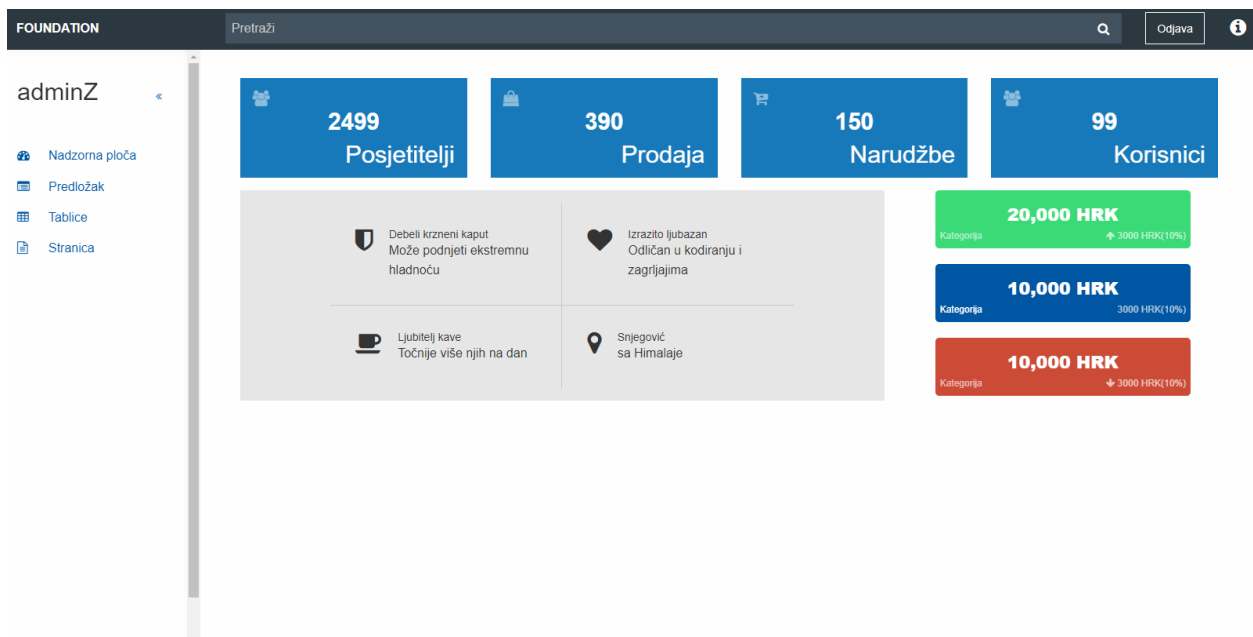 FOUNDATION
Pretraži
Odjava
adminZ
«
Nadzorna ploča
Predložak
Tablice
Stranica
2499
Posjetitelji
390
Prodaja
150
Narudžbe
99
Korisnici
Debeli krzneni kaput
Može podnjeti ekstremnu
hladnoću
Izrazito ljubazan
Odličan u kodiranju i
zagrljajima
Ljubitelj kave
Točnije više njih na dan
Snjegović
sa Himalaje
20,000 HRK
Kategorija
3000 HRK(10%)
10,000 HRK
Kategorija
3000 HRK(10%)
10,000 HRK
Kategorija
3000 HRK(10%)